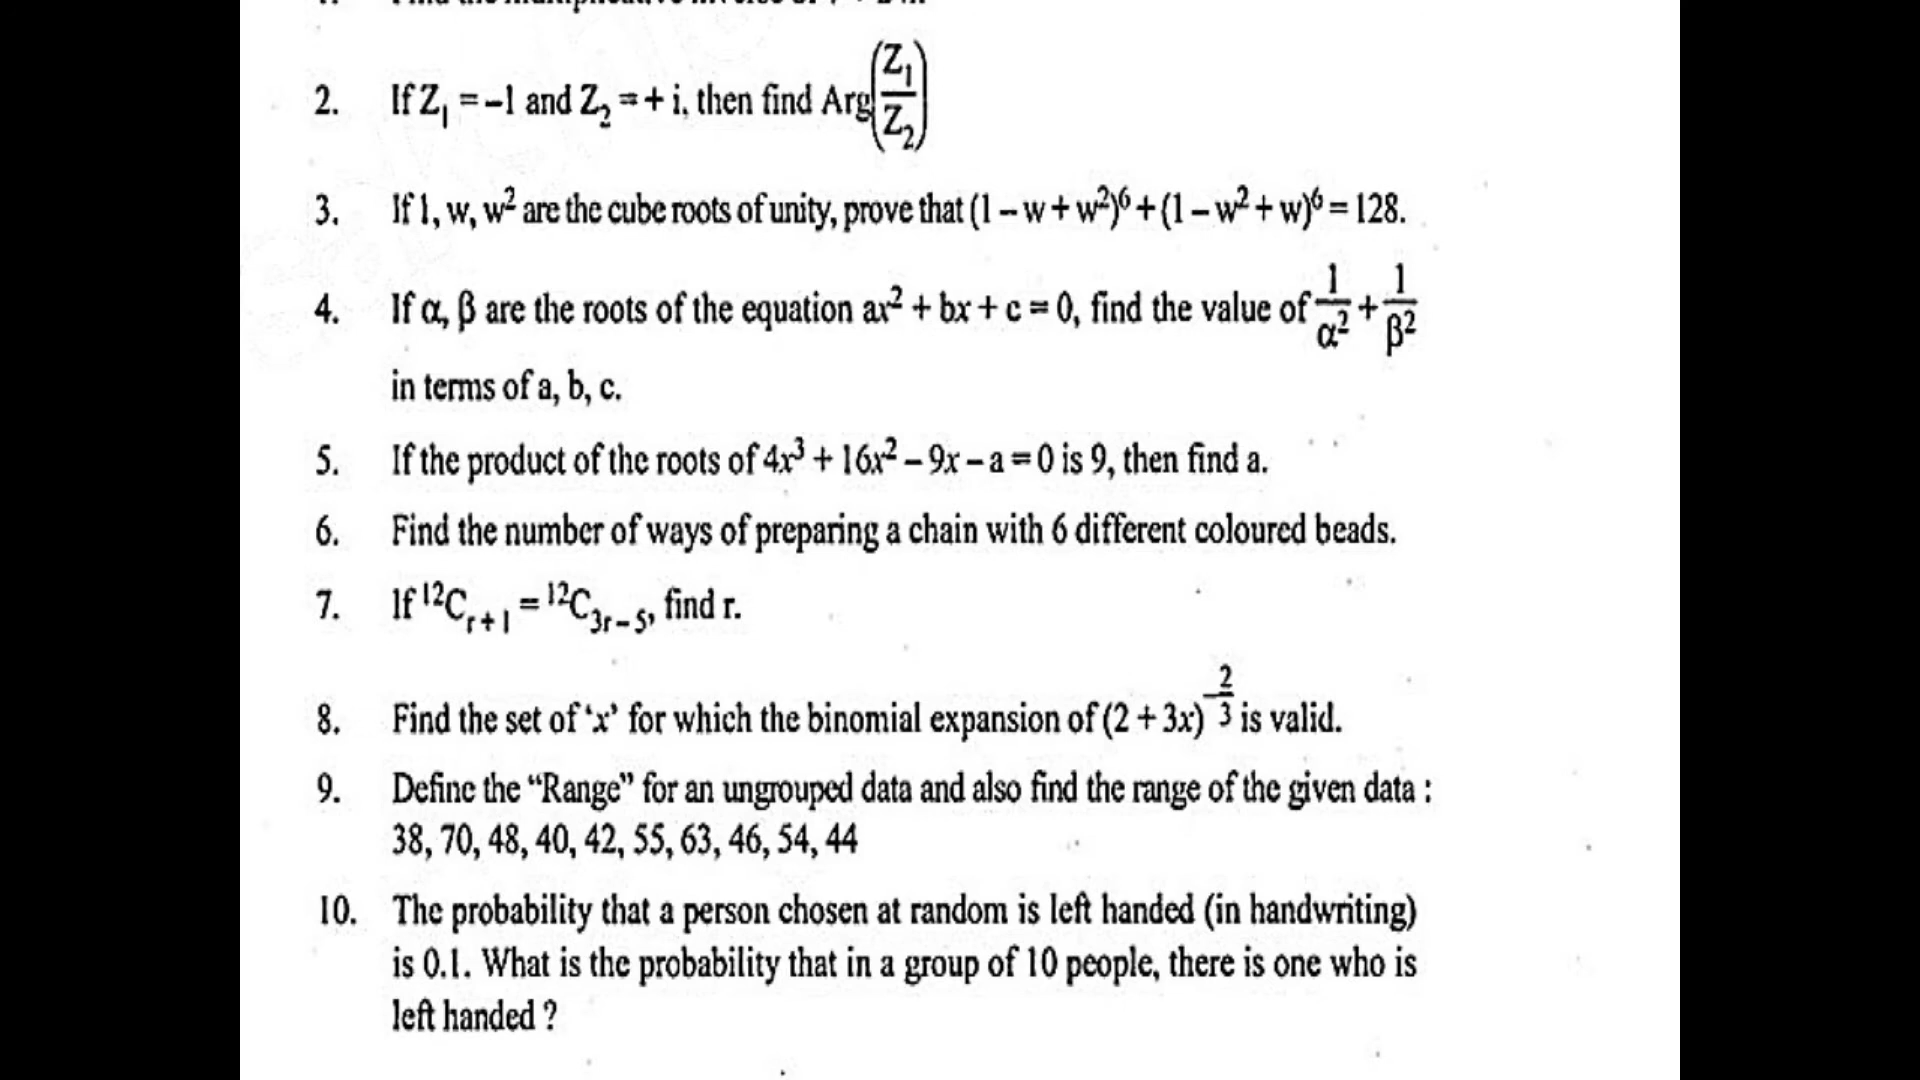 2. If Z₁ = –1 and Z₂ = + i, then find Arg(Z₁/Z₂)
3. If 1, w, w² are the cube roots of unity, prove that (1 – w + w²)⁶ + (1 – w² + w)⁶ = 128.
4. If α, β are the roots of the equation ax² + bx + c = 0, find the value of 1/α² + 1/β²
in terms of a, b, c.
5. If the product of the roots of 4x³ + 16x² – 9x – a = 0 is 9, then find a.
6. Find the number of ways of preparing a chain with 6 different coloured beads.
7. If ¹²Cᵣ₊₁ = ¹²C₃ᵣ₋₅, find r.
8. Find the set of ‘x’ for which the binomial expansion of (2 + 3x)^(–2/3) is valid.
9. Define the “Range” for an ungrouped data and also find the range of the given data :
38, 70, 48, 40, 42, 55, 63, 46, 54, 44
10. The probability that a person chosen at random is left handed (in handwriting)
is 0.1. What is the probability that in a group of 10 people, there is one who is
left handed ?